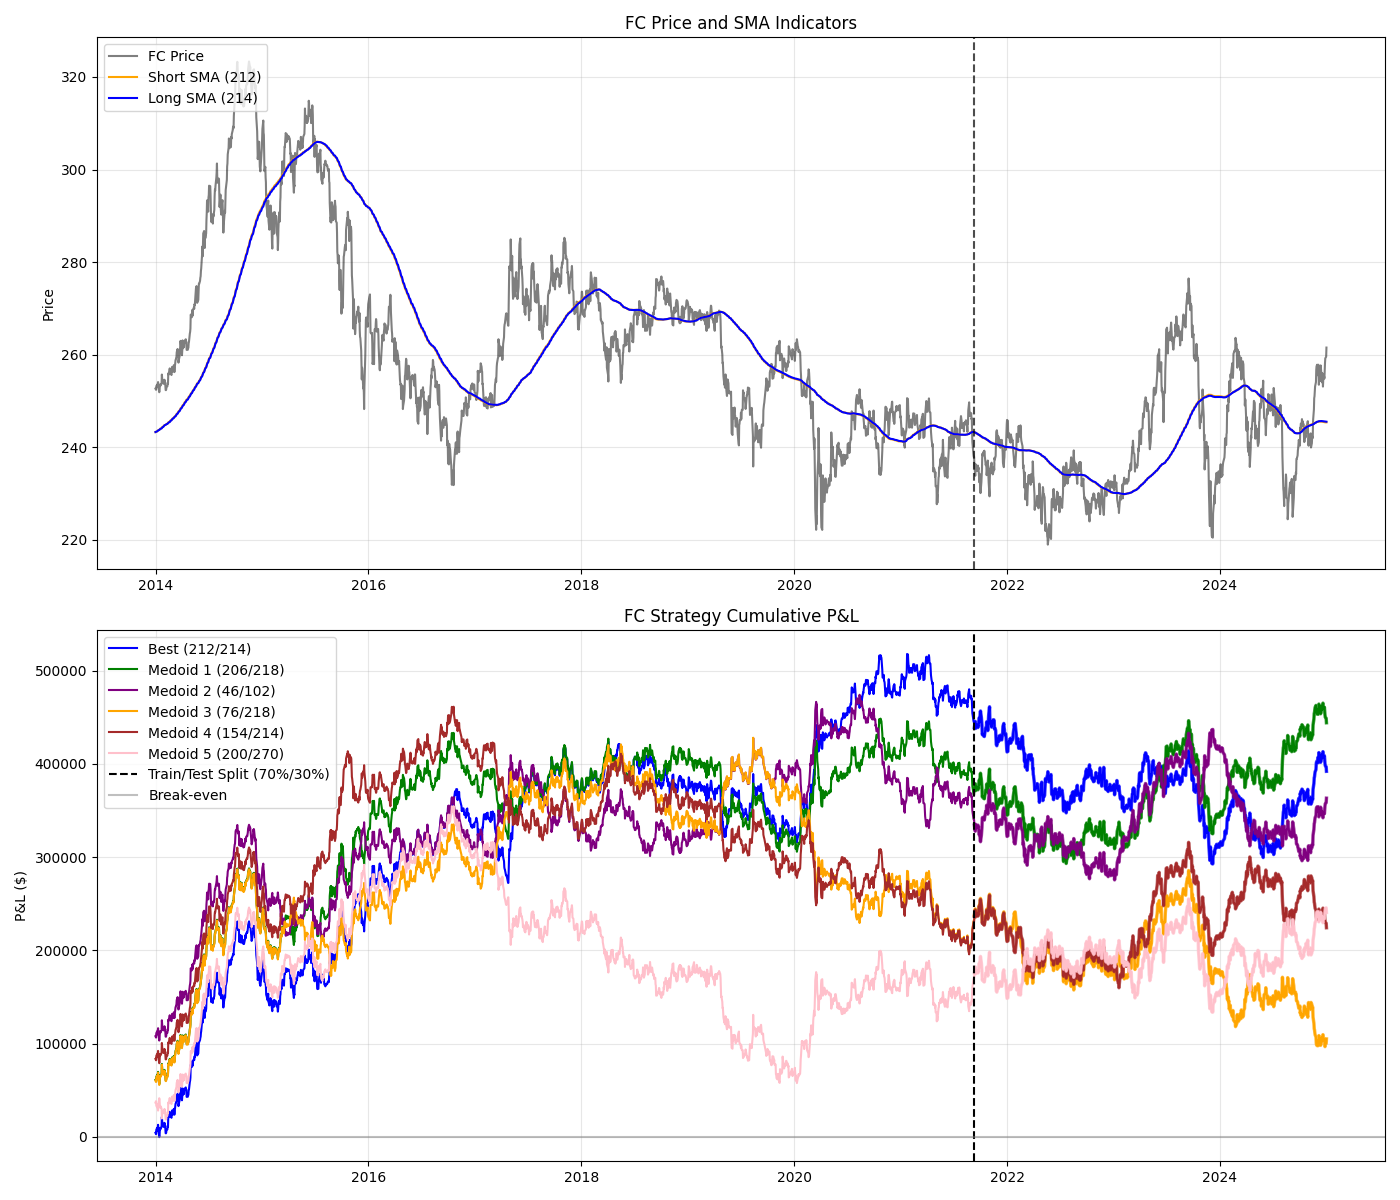 FC Price and SMA Indicators
FC Price
Short SMA (212)
Long SMA (214)
Price
320
300
280
260
240
220
2014
2016
2018
2020
2022
2024
FC Strategy Cumulative P&L
Best (212/214)
Medoid 1 (206/218)
Medoid 2 (46/102)
Medoid 3 (76/218)
Medoid 4 (154/214)
Medoid 5 (200/270)
Train/Test Split (70%/30%)
Break-even
P&L ($)
500000
400000
300000
200000
100000
0
2014
2016
2018
2020
2022
2024